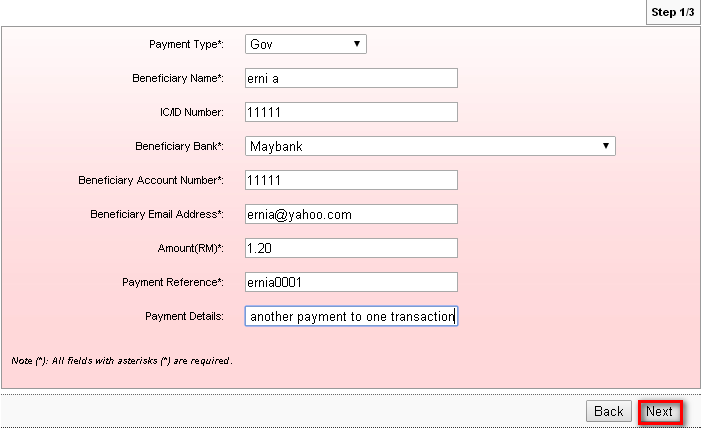 Step 1/3
Payment Type*: Gov
Beneficiary Name*: erni a
IC/ID Number: 11111
Beneficiary Bank*: Maybank
Beneficiary Account Number*: 11111
Beneficiary Email Address*: ernia@yahoo.com
Amount(RM)*: 1.20
Payment Reference*: ernia0001
Payment Details: another payment to one transaction
Note (*): All fields with asterisks (*) are required.
Back Next